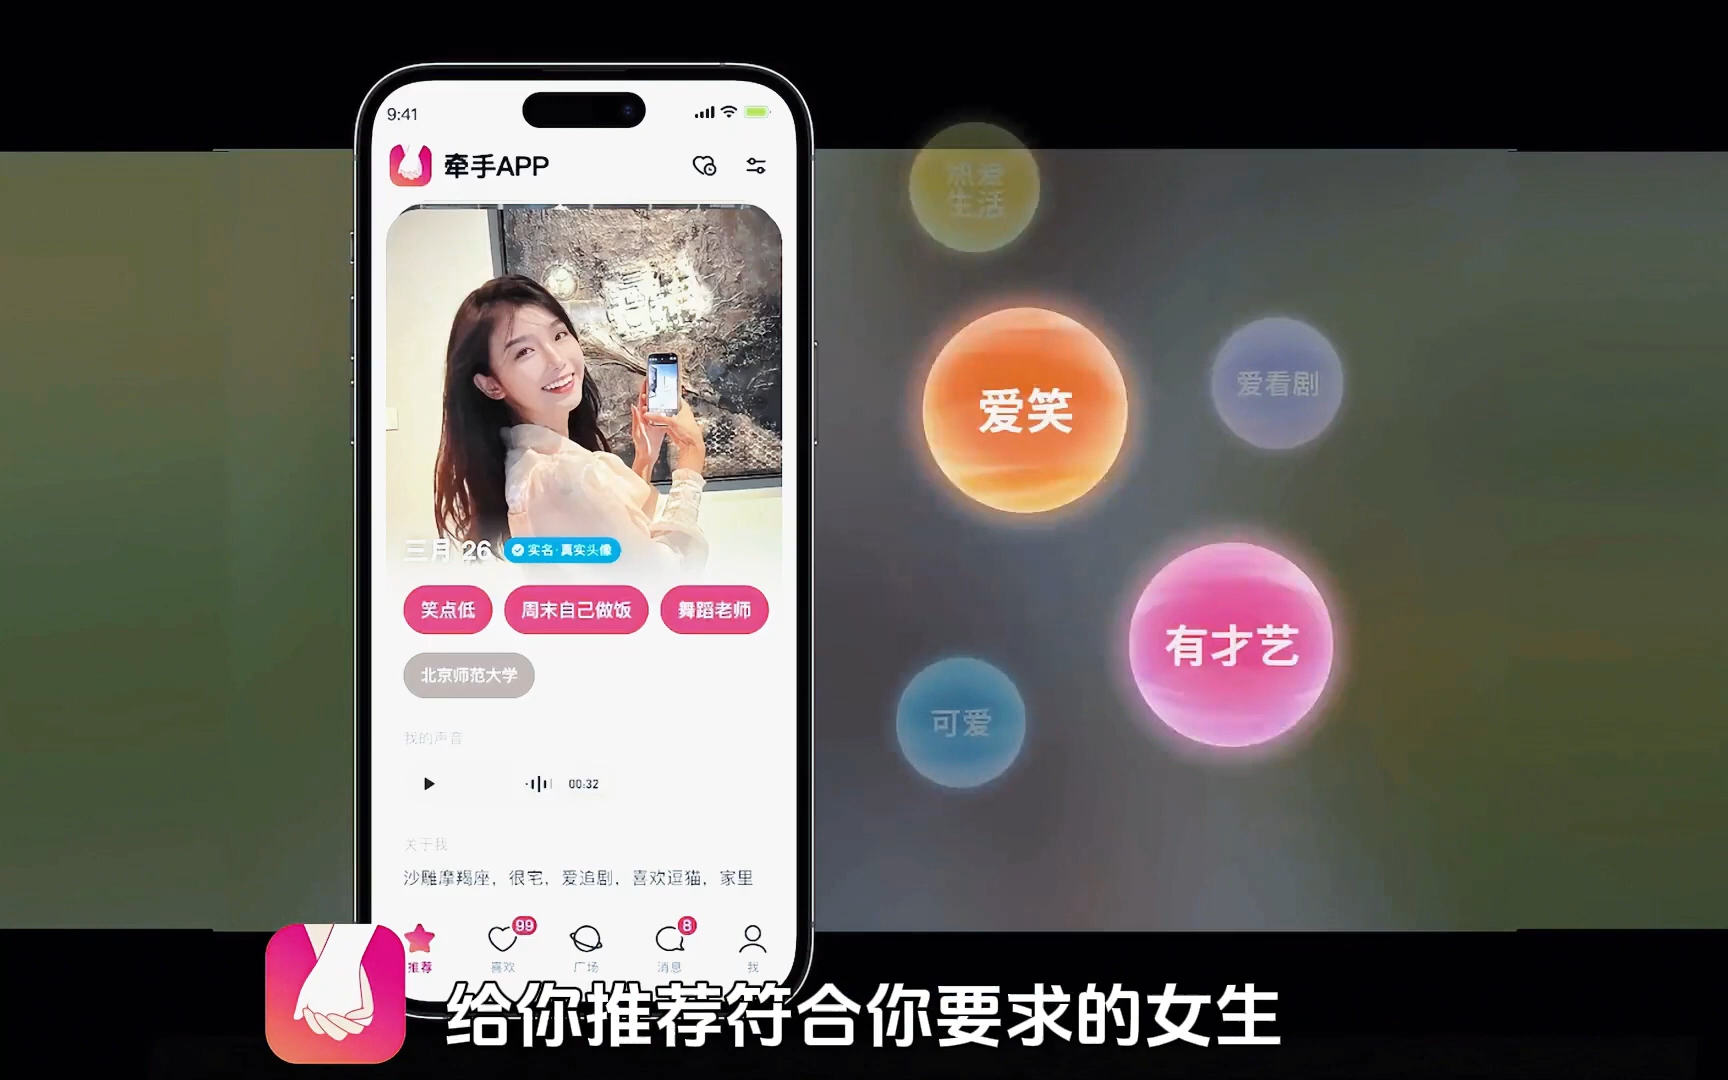 9:41
牵手APP
三月 26
实名·真实头像
笑点低
周末自己做饭
舞蹈老师
北京师范大学
我的声音
00:32
关于我
沙雕摩羯座，很宅，爱追剧，喜欢逗猫，家里
99
8
推荐
喜欢
广场
消息
我
热爱
生活
爱笑
爱看剧
有才艺
可爱
给你推荐符合你要求的女生